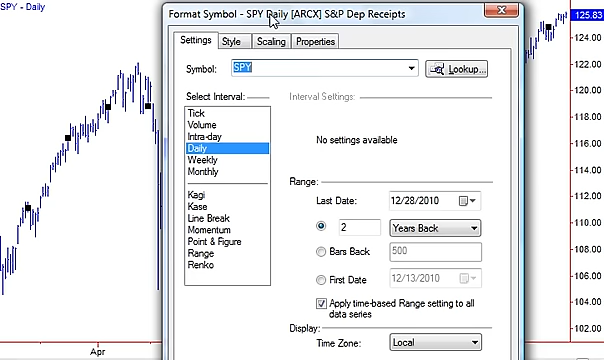 SPY - Daily
Format Symbol - SPY Daily [ARCX] S&P Dep Receipts
Settings Style Scaling Properties
Symbol: SPY Lookup...
Select Interval:
Tick
Volume
Intra-day
Daily
Weekly
Monthly
Kagi
Kase
Line Break
Momentum
Point & Figure
Range
Renko
Interval Settings:
No settings available
Range:
Last Date: 12/28/2010
2 Years Back
Bars Back 500
First Date 12/13/2010
Apply time-based Range setting to all
data series
Display:
Time Zone: Local
125.83
124.00
122.00
120.00
118.00
116.00
114.00
112.00
110.00
108.00
106.00
104.00
102.00
Apr